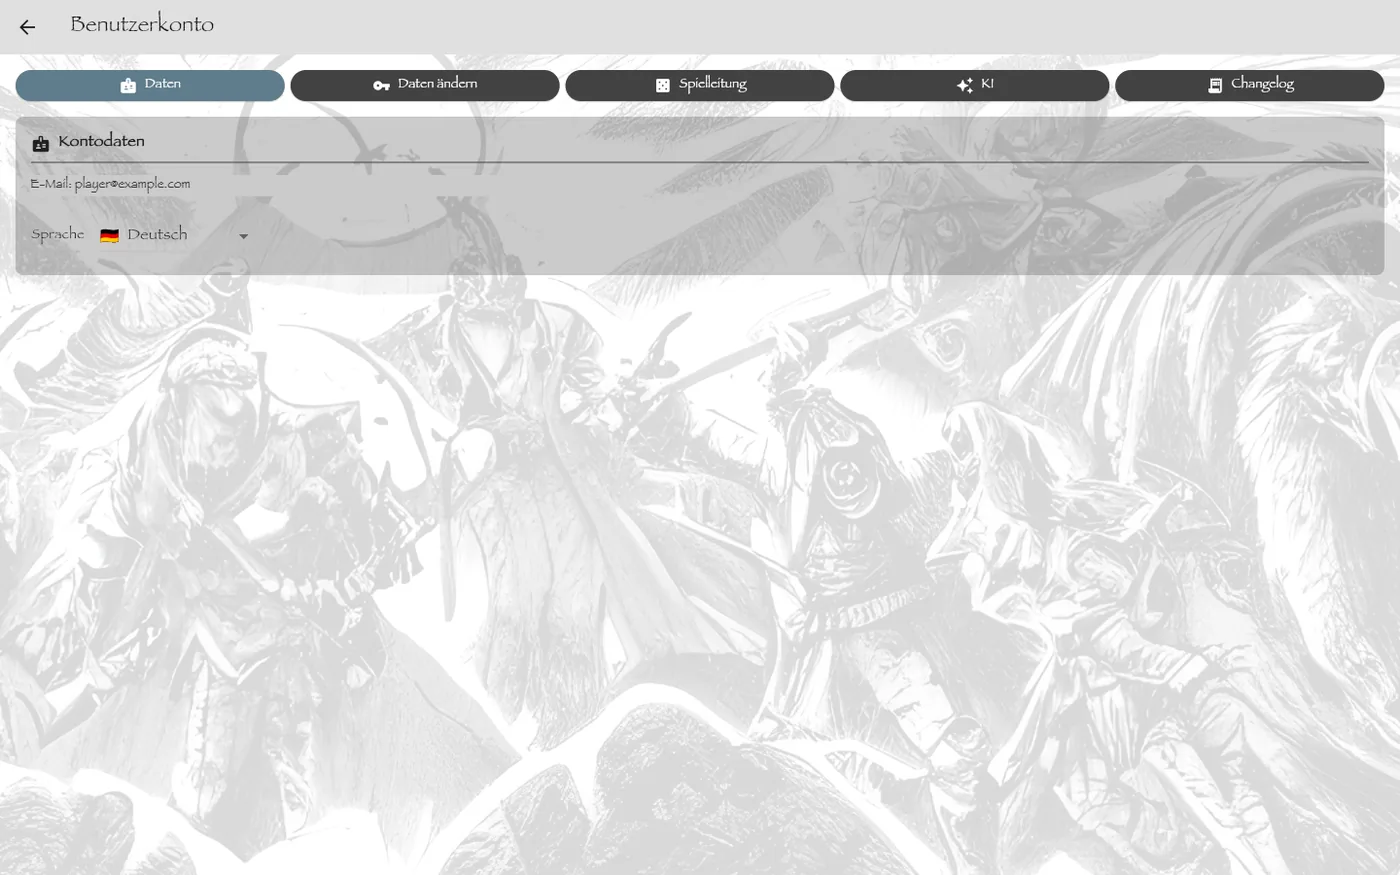 Benutzerkonto
Daten
Daten ändern
Spielleitung
KI
Changelog
Kontodaten
E-Mail: player@example.com
Sprache Deutsch